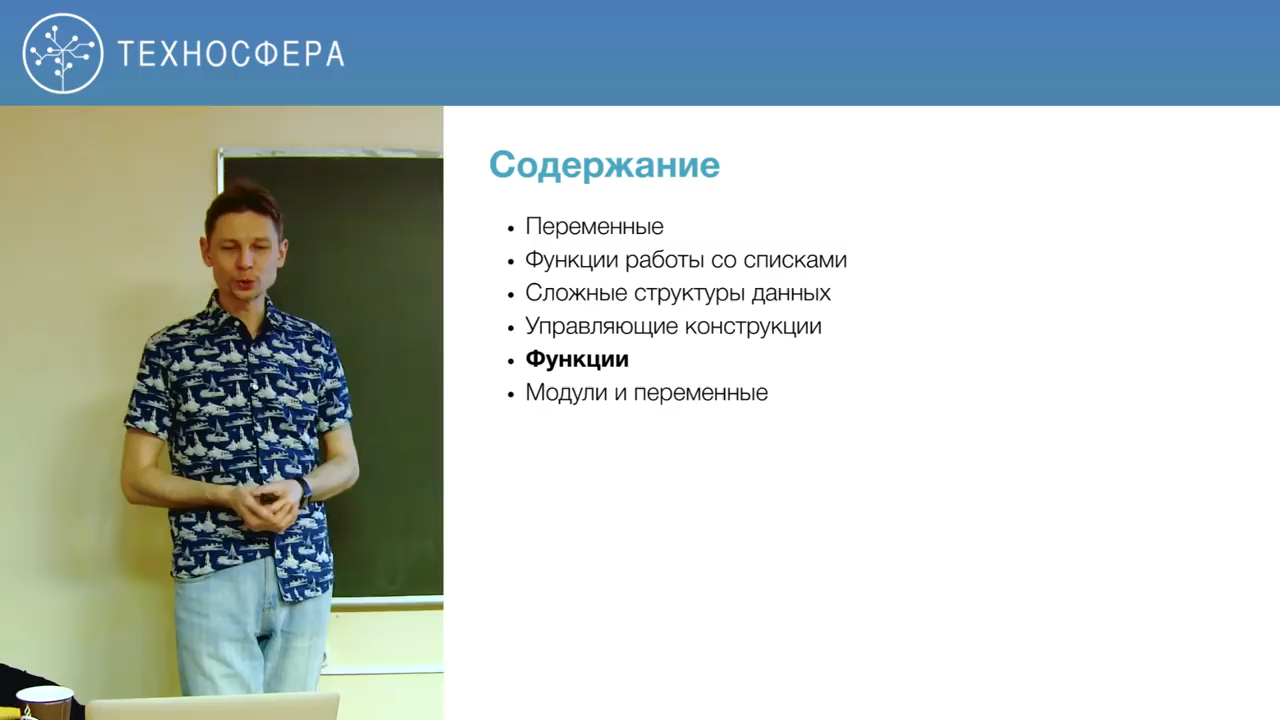 ТЕХНОСФЕРА
Содержание
Переменные
Функции работы со списками
Сложные структуры данных
Управляющие конструкции
Функции
Модули и переменные